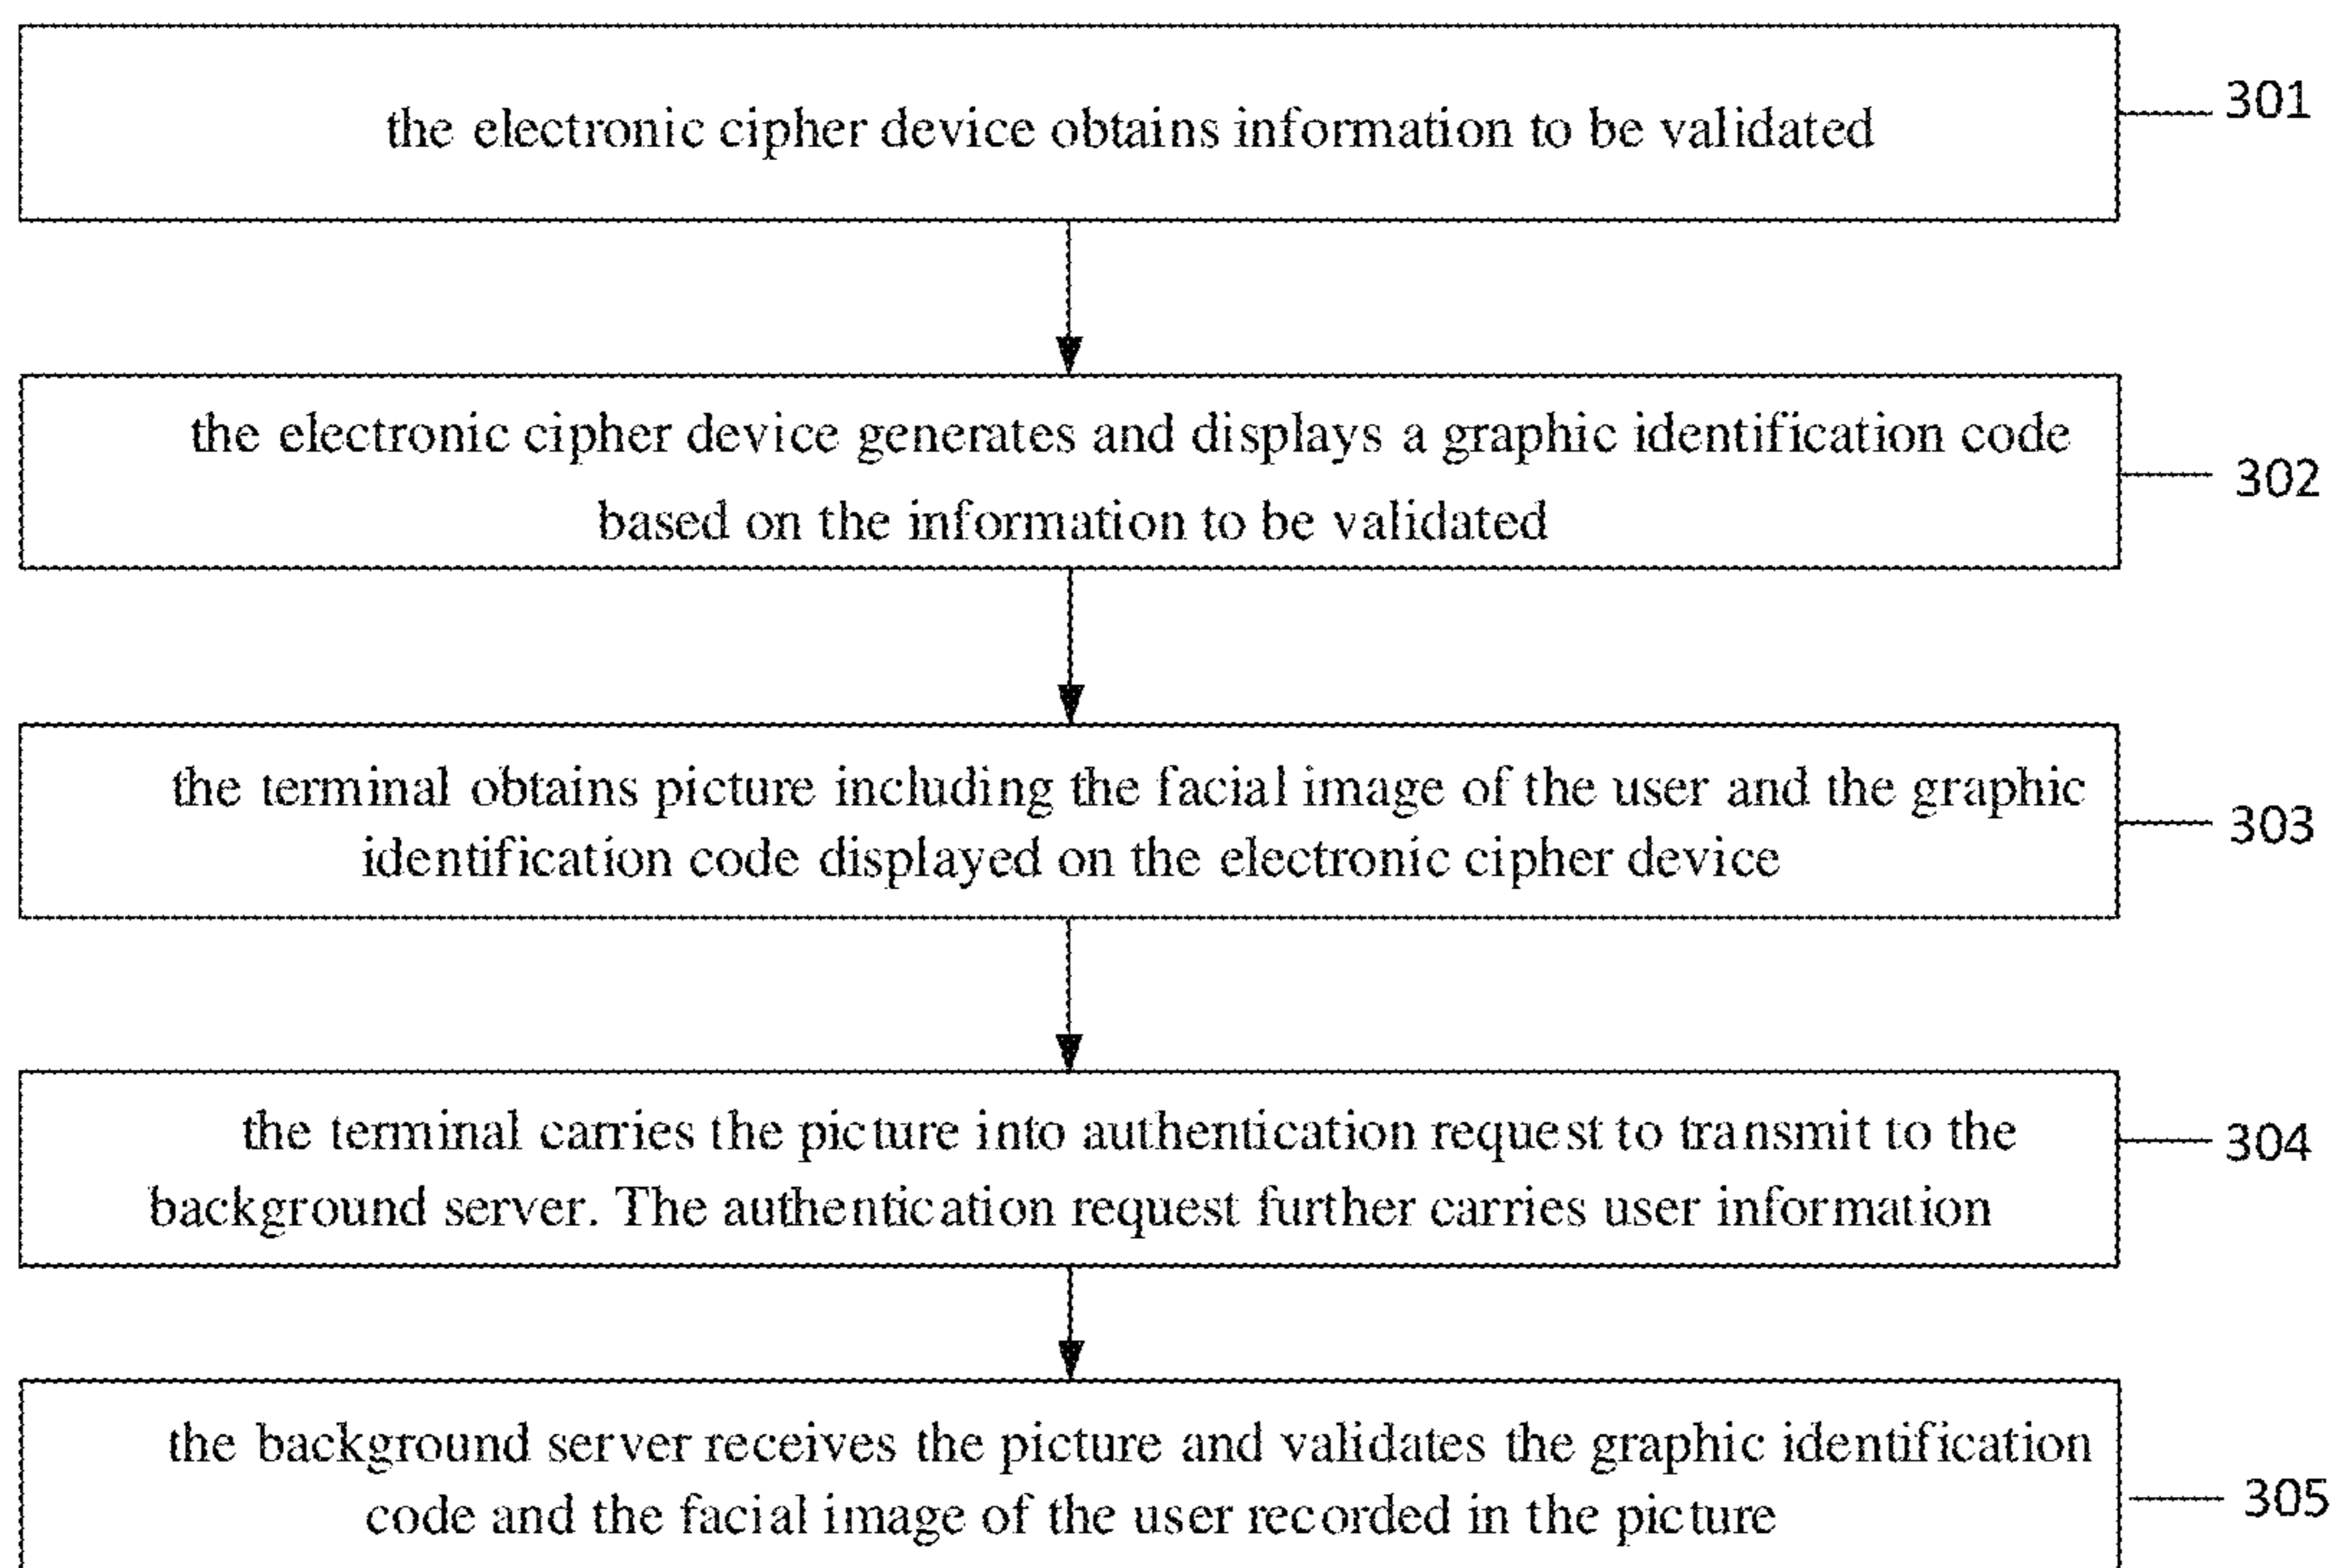 the electronic cipher device obtains information to be validated
301
the electronic cipher device generates and displays a graphic identification code
based on the information to be validated
302
the terminal obtains picture including the facial image of the user and the graphic
identification code displayed on the electronic cipher device
303
the terminal carries the picture into authentication request to transmit to the
background server. The authentication request further carries user information
304
the background server receives the picture and validates the graphic identification
code and the facial image of the user recorded in the picture
305